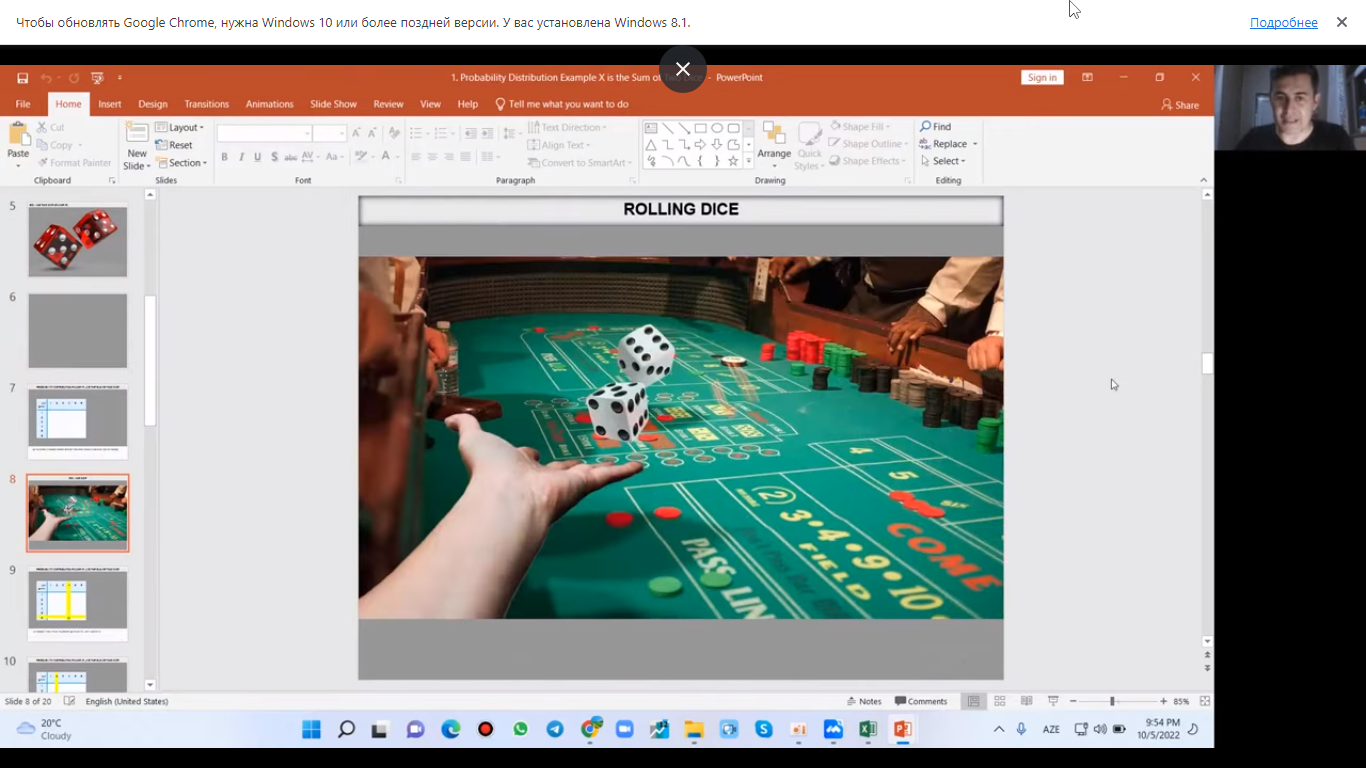 Чтобы обновлять Google Chrome, нужна Windows 10 или более поздней версии. У вас установлена Windows 8.1.
Подробнее
1. Probability Distribution Example X is the Sum of
- PowerPoint
Sign in
File
Home
Insert
Design
Transitions
Animations
Slide Show
Review
View
Help
Tell me what you want to do
Share
Paste
Cut
Copy
Format Painter
Clipboard
New
Slide
Layout
Reset
Section
Slides
Font
Text Direction
Align Text
Convert to SmartArt
Paragraph
Arrange
Quick
Styles
Shape Fill
Shape Outline
Shape Effects
Drawing
Find
Replace
Select
Editing
5
6
7
8
9
10
ROLLING DICE
4
5
COME
2
3•4•9•10
FIELD
PASS LIN
Slide 8 of 20
English (United States)
Notes
Comments
85%
20°C
Cloudy
AZE
9:54 PM
10/5/2022